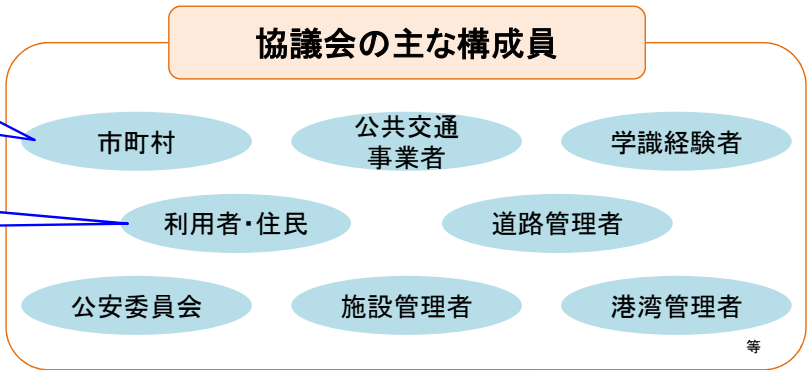 協議会の主な構成員
市町村
公共交通
事業者
学識経験者
利用者・住民
道路管理者
公安委員会
施設管理者
港湾管理者
等